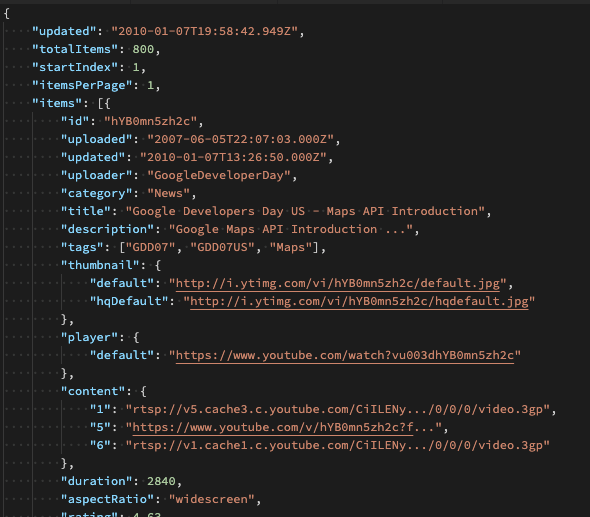 {
    "updated": "2010-01-07T19:58:42.949Z",
    "totalItems": 800,
    "startIndex": 1,
    "itemsPerPage": 1,
    "items": [{
        "id": "hYB0mn5zh2c",
        "uploaded": "2007-06-05T22:07:03.000Z",
        "updated": "2010-01-07T13:26:50.000Z",
        "uploader": "GoogleDeveloperDay",
        "category": "News",
        "title": "Google Developers Day US - Maps API Introduction",
        "description": "Google Maps API Introduction ...",
        "tags": ["GDD07", "GDD07US", "Maps"],
        "thumbnail": {
            "default": "http://i.ytimg.com/vi/hYB0mn5zh2c/default.jpg",
            "hqDefault": "http://i.ytimg.com/vi/hYB0mn5zh2c/hqdefault.jpg"
        },
        "player": {
            "default": "https://www.youtube.com/watch?vu003dhYB0mn5zh2c"
        },
        "content": {
            "1": "rtsp://v5.cache3.c.youtube.com/CiILENy.../0/0/0/video.3gp",
            "5": "https://www.youtube.com/v/hYB0mn5zh2c?f...",
            "6": "rtsp://v1.cache1.c.youtube.com/CiILENy.../0/0/0/video.3gp"
        },
        "duration": 2840,
        "aspectRatio": "widescreen",
        "rating": 4.63,